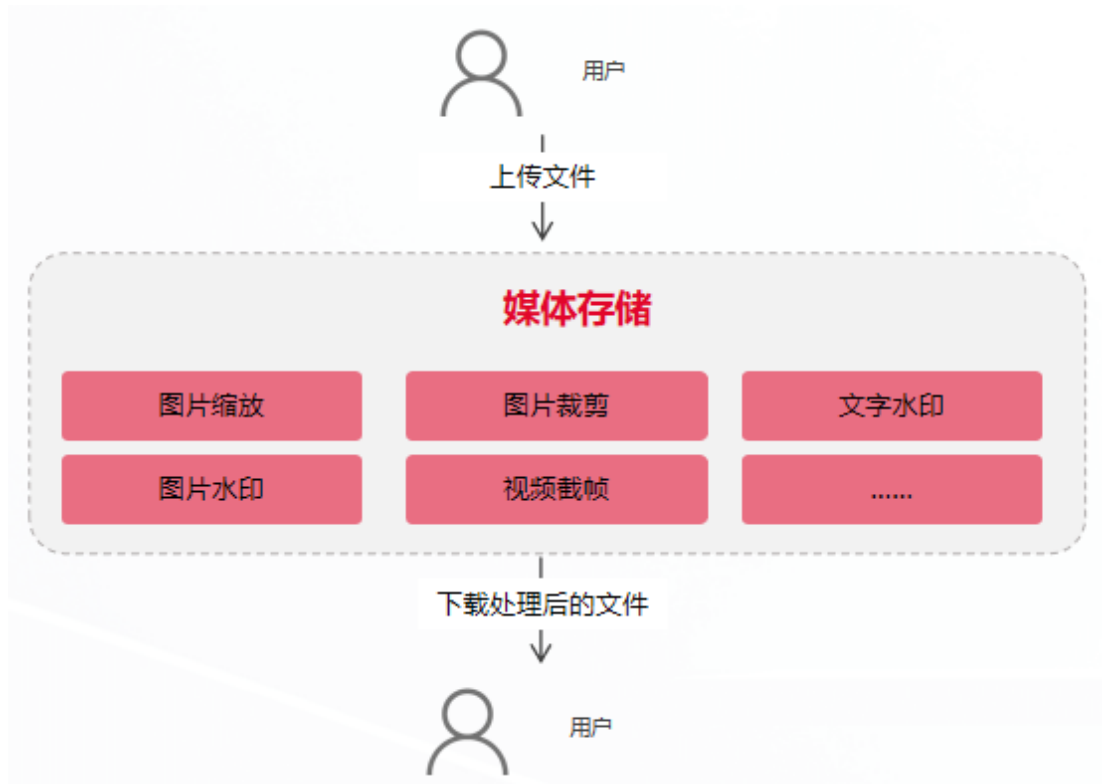 用户
上传文件
媒体存储
图片缩放
图片裁剪
文字水印
图片水印
视频截帧
......
下载处理后的文件
用户